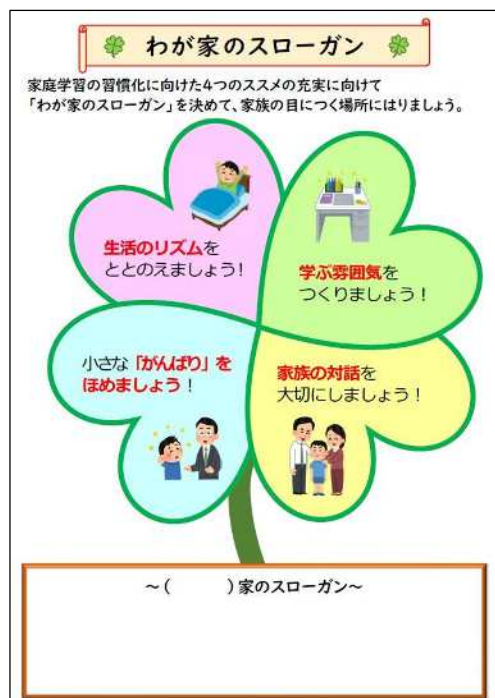 わが家のスローガン
家庭学習の習慣化に向けた4つのススメの充実に向けて
「わが家のスローガン」を決めて、家族の目につく場所にはりましょう。
生活のリズムを
ととのえましょう！
学ぶ雰囲気を
つくりましょう！
小さな「がんばり」を
ほめましょう！
家族の対話を
大切にしましょう！
～（　　　　）家のスローガン～